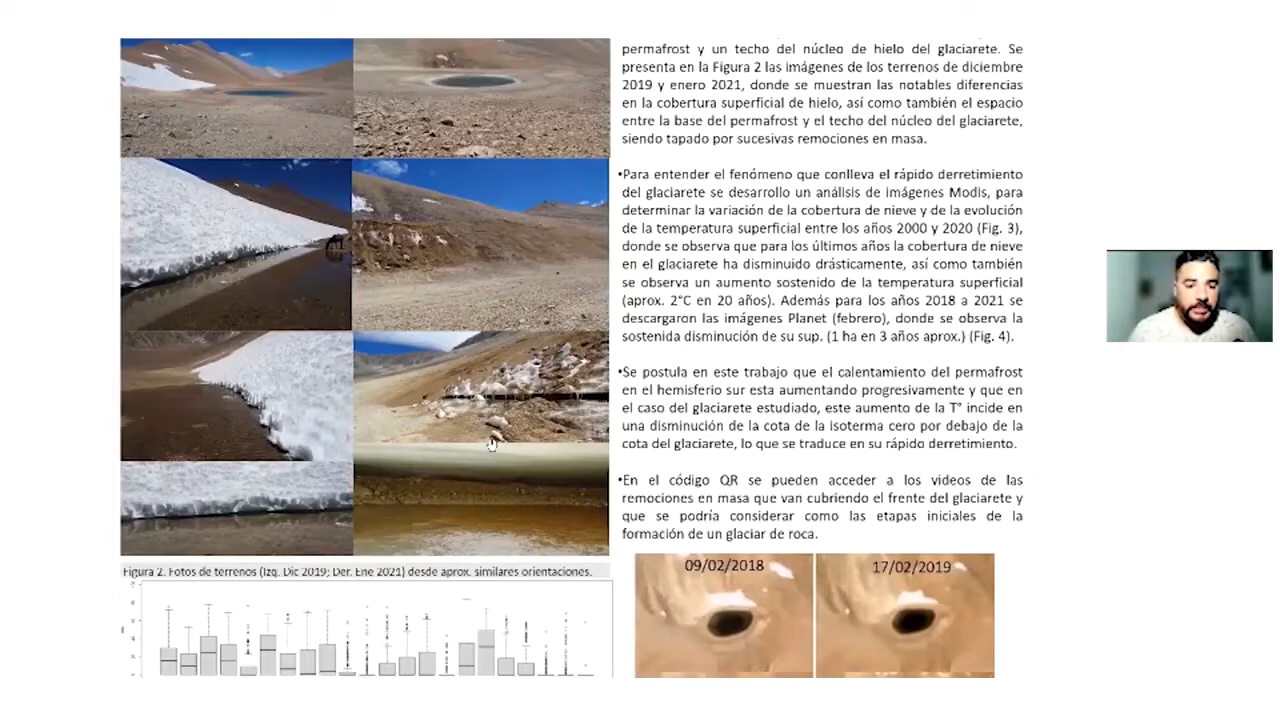 permafrost y un techo del núcleo de hielo del glaciarete. Se
presenta en la Figura 2 las imágenes de los terrenos de diciembre
2019 y enero 2021, donde se muestran las notables diferencias
en la cobertura superficial de hielo, así como también el espacio
entre la base del permafrost y el techo del núcleo del glaciarete,
siendo tapado por sucesivas remociones en masa.
•Para entender el fenómeno que conlleva el rápido derretimiento
del glaciarete se desarrollo un análisis de imágenes Modis, para
determinar la variación de la cobertura de nieve y de la evolución
de la temperatura superficial entre los años 2000 y 2020 (Fig. 3),
donde se observa que para los últimos años la cobertura de nieve
en el glaciarete ha disminuido drásticamente, así como también
se observa un aumento sostenido de la temperatura superficial
(aprox. 2°C en 20 años). Además para los años 2018 a 2021 se
descargaron las imágenes Planet (febrero), donde se observa la
sostenida disminución de su sup. (1 ha en 3 años aprox.) (Fig. 4).
•Se postula en este trabajo que el calentamiento del permafrost
en el hemisferio sur esta aumentando progresivamente y que en
el caso del glaciarete estudiado, este aumento de la T° incide en
una disminución de la cota de la isoterma cero por debajo de la
cota del glaciarete, lo que se traduce en su rápido derretimiento.
•En el código QR se pueden acceder a los videos de las
remociones en masa que van cubriendo el frente del glaciarete y
que se podría considerar como las etapas iniciales de la
formación de un glaciar de roca.
Figura 2. Fotos de terrenos (Izq. Dic 2019; Der. Ene 2021) desde aprox. similares orientaciones.
09/02/2018
17/02/2019